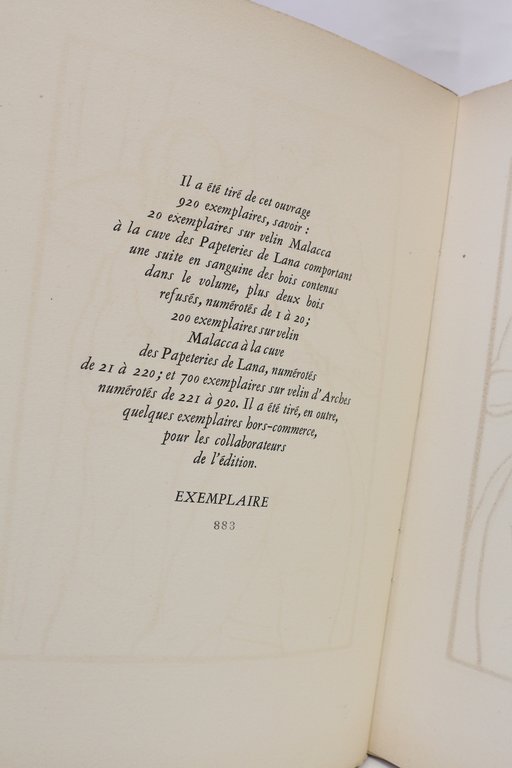 Il a été tiré de cet ouvrage
920 exemplaires, savoir :
20 exemplaires sur velin Malacca
à la cuve des Papeteries de Lana comportant
une suite en sanguine des bois contenus
dans le volume, plus deux bois
refusés, numérotés de 1 à 20;
200 exemplaires sur velin
Malacca à la cuve
des Papeteries de Lana, numérotés
de 21 à 220; et 700 exemplaires sur velin d'Arches
numérotés de 221 à 920. Il a été tiré, en outre,
quelques exemplaires hors-commerce,
pour les collaborateurs
de l'édition.
EXEMPLAIRE
883